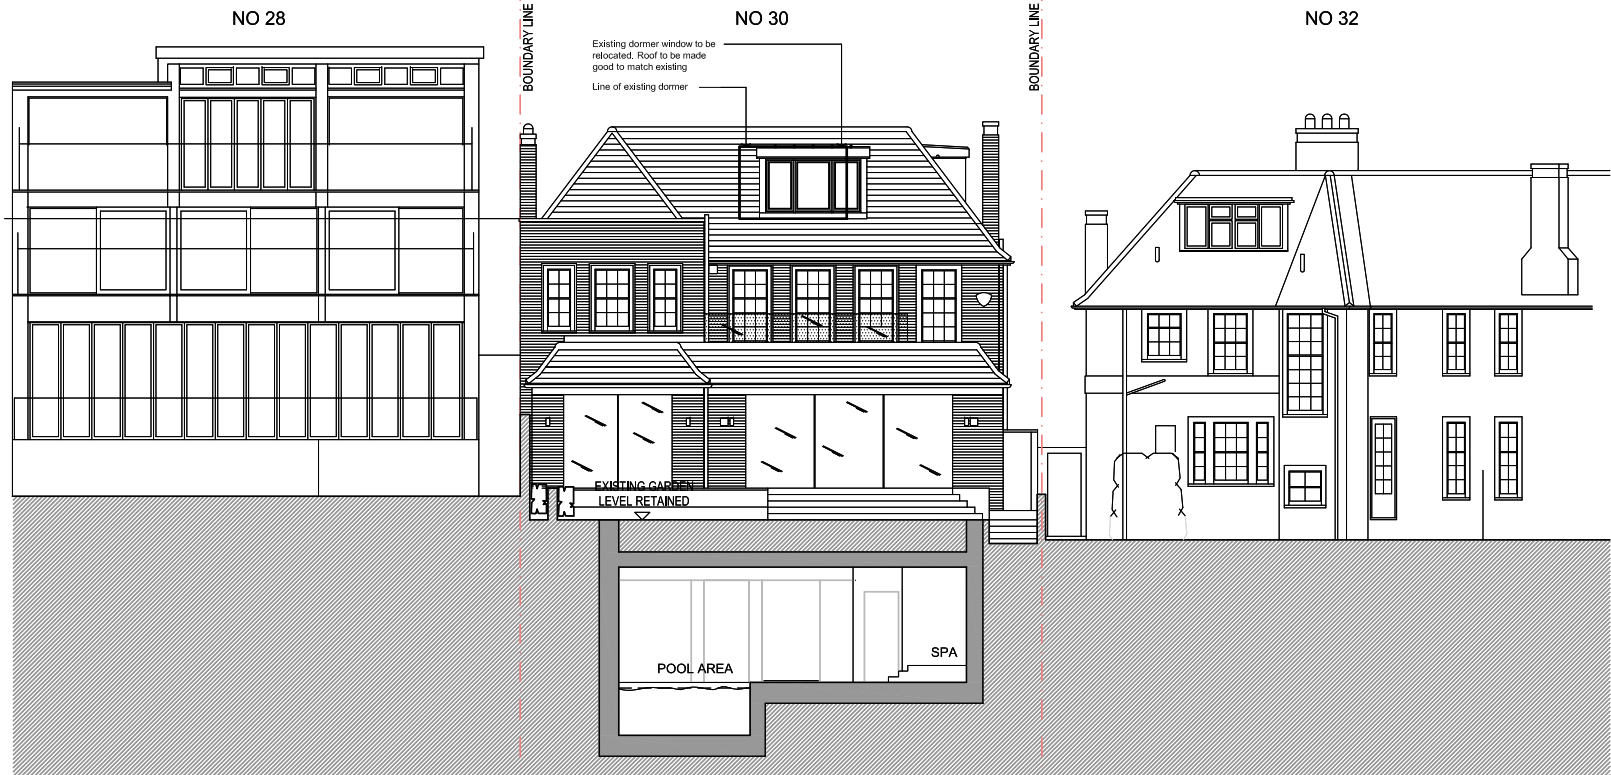 NO 28
NO 30
NO 32
BOUNDARY LINE
BOUNDARY LINE
Existing dormer window to be
relocated. Roof to be made
good to match existing
Line of existing dormer
EXISTING GARDEN
LEVEL RETAINED
POOL AREA
SPA